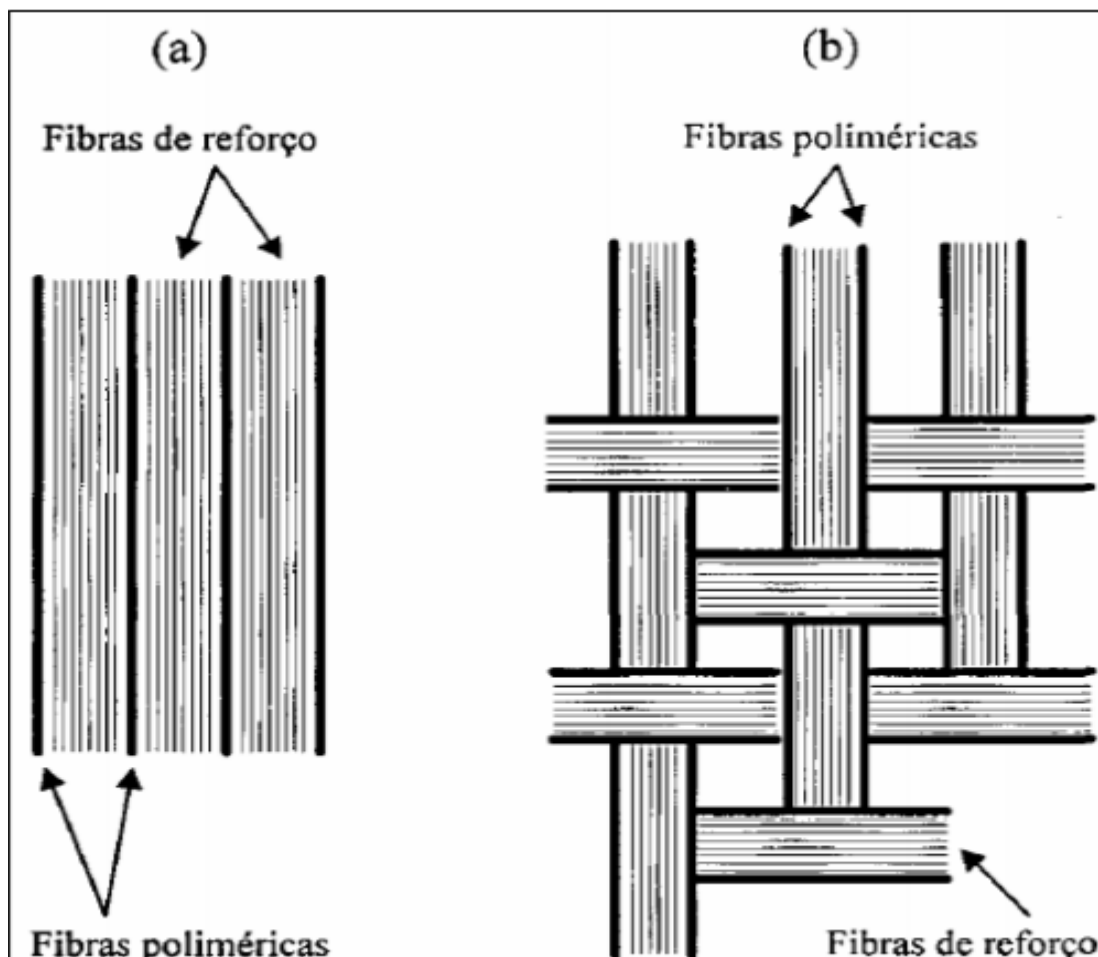 (a)
(b)
Fibras de reforço
Fibras poliméricas
Fibras poliméricas
Fibras de reforço